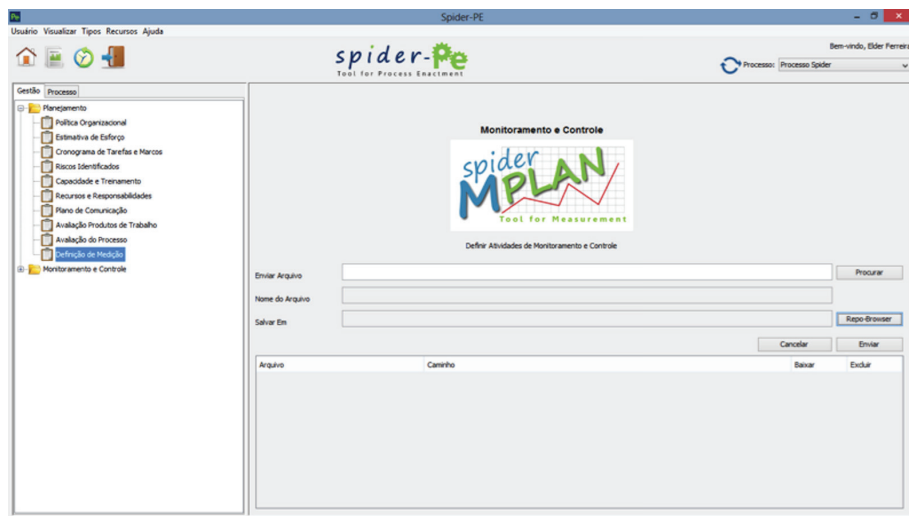 Pe
Spider-PE
Usuário Visualizar Tipos Recursos Ajuda
spider-Pe
Tool for Process Enactment
Bem-vindo, Elder Ferreira
Processo: Processo Spider
Gestão Processo
Planejamento
Política Organizacional
Estimativa de Esforço
Cronograma de Tarefas e Marcos
Riscos Identificados
Capacidade e Treinamento
Recursos e Responsabilidades
Plano de Comunicação
Avaliação Produtos de Trabalho
Avaliação do Processo
Definição de Medição
Monitoramento e Controle
Monitoramento e Controle
spider
MPLAN
Tool for Measurement
Definir Atividades de Monitoramento e Controle
Enviar Arquivo Procurar
Nome do Arquivo
Salvar Em Repo-Browser
Cancelar Enviar
Arquivo Caminho Baixar Excluir